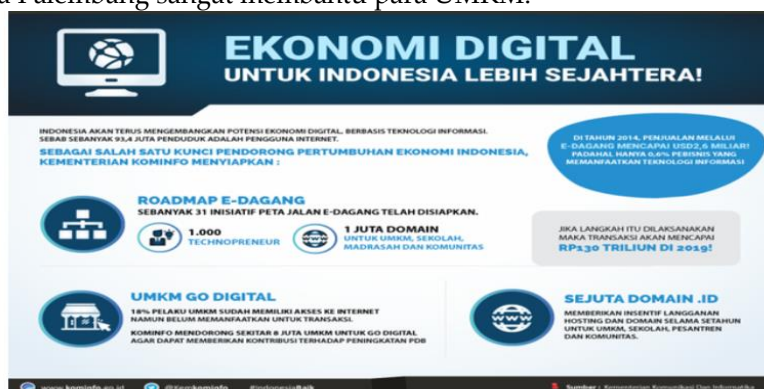 a Palembang sangat membantu para UMKM.
EKONOMI DIGITAL
UNTUK INDONESIA LEBIH SEJAHTERA!
INDONESIA AKAN TERUS MENGEMBANGKAN POTENSI EKONOMI DIGITAL, BERBASIS TEKNOLOGI INFORMASI.
SEBAB SEBANYAK 93,4 JUTA PENDUDUK ADALAH PENGGUNA INTERNET.
SEBAGAI SALAH SATU KUNCI PENDORONG PERTUMBUHAN EKONOMI INDONESIA,
KEMENTERIAN KOMINFO MENYIAPKAN :
DI TAHUN 2014, PENJUALAN MELALUI
E-DAGANG MENCAPAI USD2,6 MILIAR!
PADAHAL HANYA 0,6% PEBISNIS YANG
MEMANFAATKAN TEKNOLOGI INFORMASI
ROADMAP E-DAGANG
SEBANYAK 31 INISIATIF PETA JALAN E-DAGANG TELAH DISIAPKAN.
1.000
TECHNOPRENEUR
WWW
1 JUTA DOMAIN
UNTUK UMKM, SEKOLAH,
MADRASAH DAN KOMUNITAS
JIKA LANGKAH ITU DILAKSANAKAN
MAKA TRANSAKSI AKAN MENCAPAI
RP130 TRILIUN DI 2019!
UMKM GO DIGITAL
18% PELAKU UMKM SUDAH MEMILIKI AKSES KE INTERNET
NAMUN BELUM MEMANFAATKAN UNTUK TRANSAKSI.
KOMINFO MENDORONG SEKITAR 8 JUTA UMKM UNTUK GO DIGITAL
AGAR DAPAT MEMBERIKAN KONTRIBUSI TERHADAP PENINGKATAN PDB
WWW
SEJUTA DOMAIN .ID
MEMBERIKAN INSENTIF LANGGANAN
HOSTING DAN DOMAIN SELAMA SETAHUN
UNTUK UMKM, SEKOLAH, PESANTREN
DAN KOMUNITAS.
www.kominfo.go.id @Kemkominfo #IndonesiaBaik
Sumber : Kementerian Komunikasi Dan Informatika